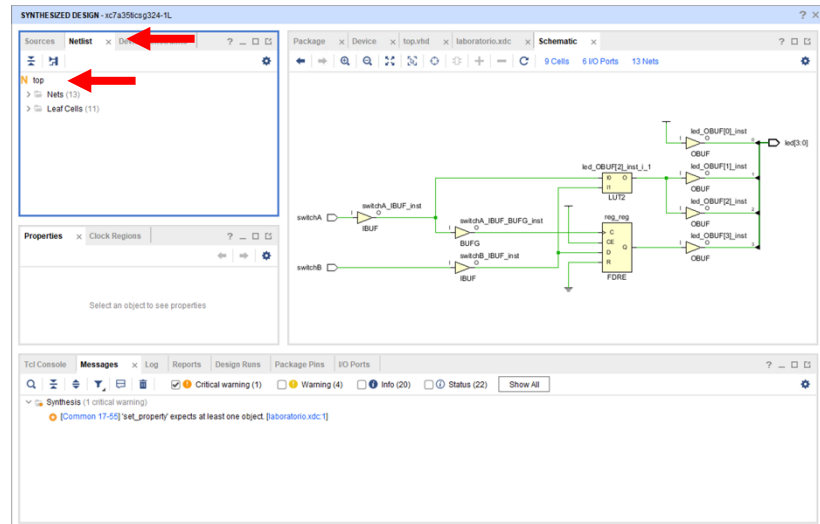 SYNTHESIZED DESIGN - xc7a35ticsg324-1L
? ×
Sources Netlist × ? _
N top
> Nets (13)
> Leaf Cells (11)
Properties × Clock Regions ? _
Select an object to see properties
Package × Device × top.vhd × laboratorio.xdc × Schematic × ?
9 Cells 6 I/O Ports 13 Nets
led_OBUF[0]_inst
I O 0
OBUF
led[3:0]
led_OBUF[2]_inst_i_1
I0 O
I1
LUT2
led_OBUF[1]_inst
I O 1
OBUF
led_OBUF[2]_inst
I O 2
OBUF
switchA
switchA_IBUF_inst
I O
IBUF
switchA_IBUF_BUFG_inst
I O
BUFG
reg_reg
C
CE
D Q
R
FDRE
led_OBUF[3]_inst
I O 3
OBUF
switchB
switchB_IBUF_inst
I O
IBUF
Tcl Console Messages × Log Reports Design Runs Package Pins I/O Ports ? _
Critical warning (1) Warning (4) Info (20) Status (22) Show All
Synthesis (1 critical warning)
[Common 17-55] 'set_property' expects at least one object. [laboratorio.xdc:1]